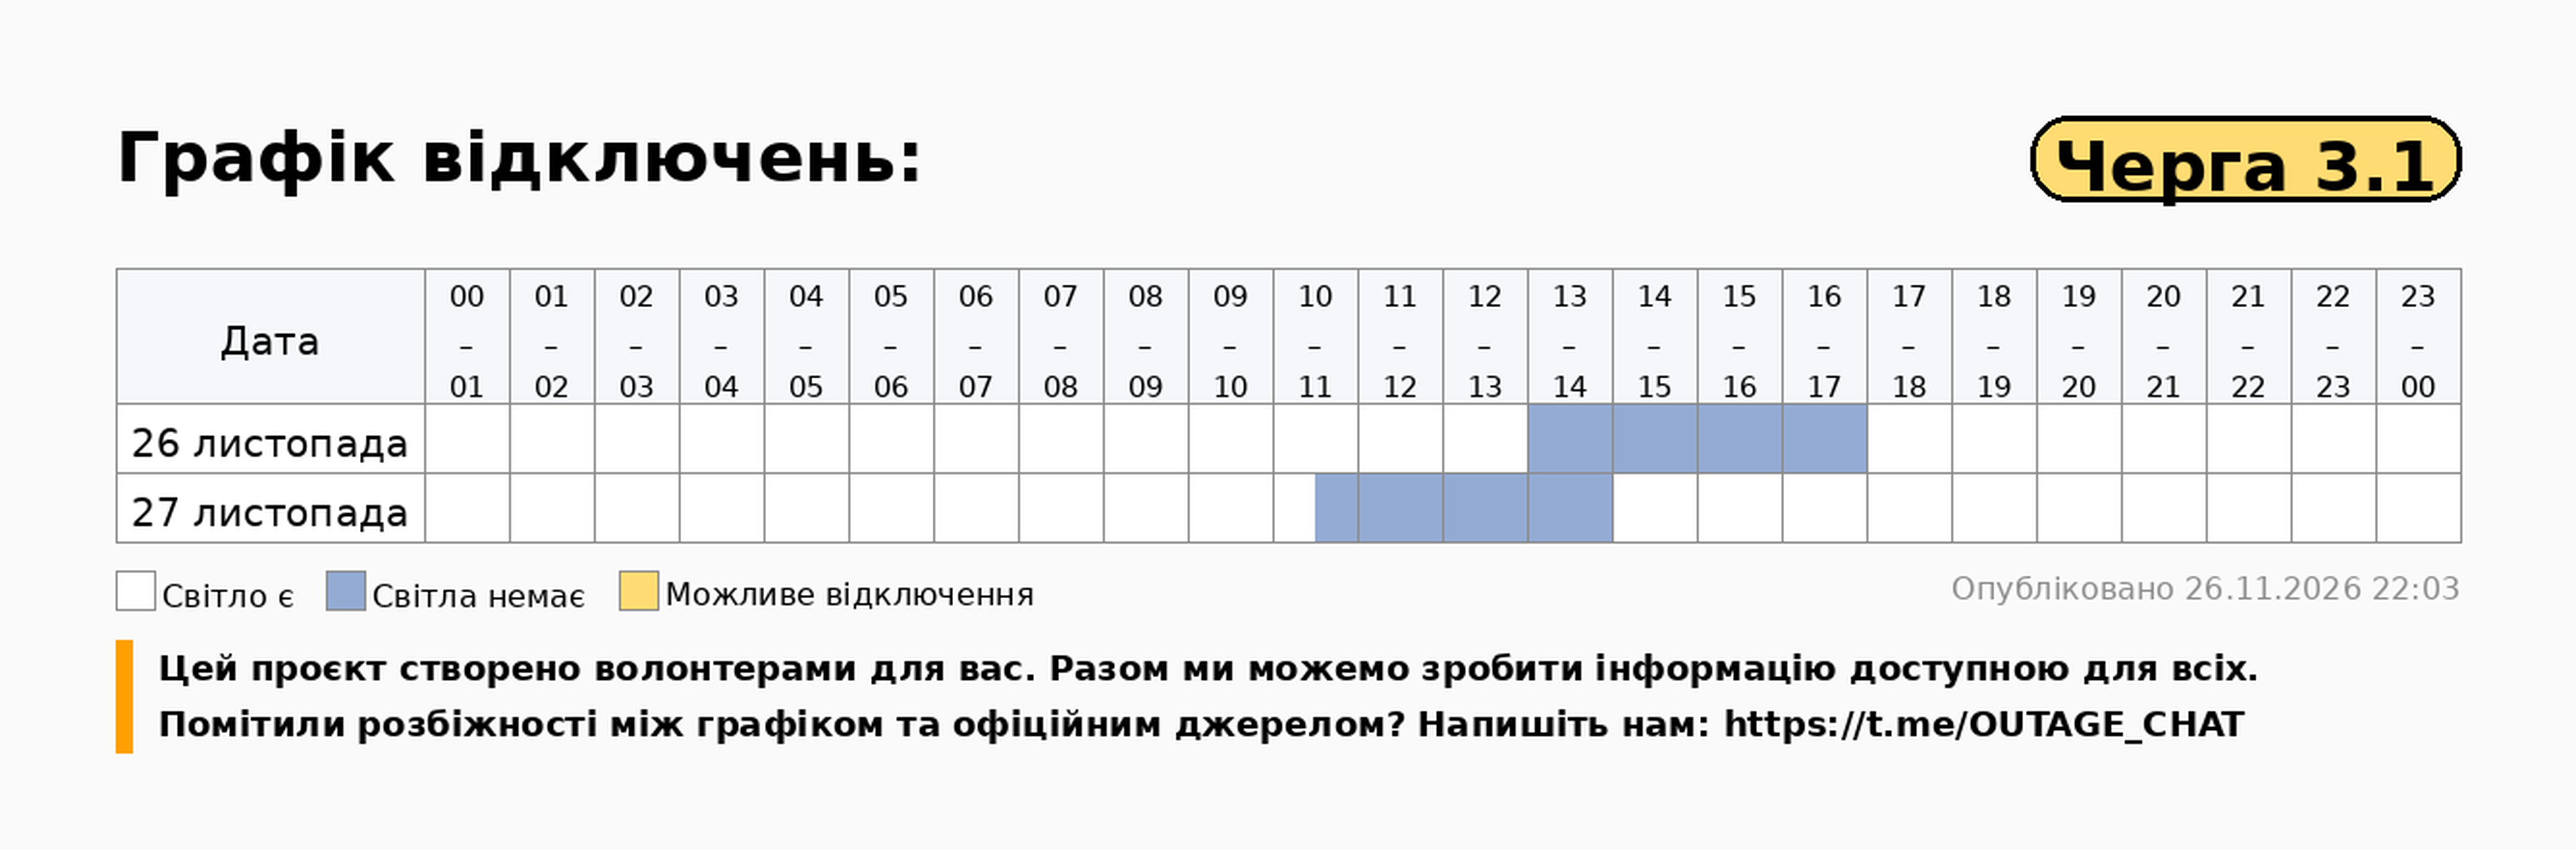 Графік відключень:
Черга 3.1
Дата
00 – 01
01 – 02
02 – 03
03 – 04
04 – 05
05 – 06
06 – 07
07 – 08
08 – 09
09 – 10
10 – 11
11 – 12
12 – 13
13 – 14
14 – 15
15 – 16
16 – 17
17 – 18
18 – 19
19 – 20
20 – 21
21 – 22
22 – 23
23 – 00
26 листопада
27 листопада
Світло є
Світла немає
Можливе відключення
Опубліковано 26.11.2026 22:03
Цей проєкт створено волонтерами для вас. Разом ми можемо зробити інформацію доступною для всіх.
Помітили розбіжності між графіком та офіційним джерелом? Напишіть нам: https://t.me/OUTAGE_CHAT